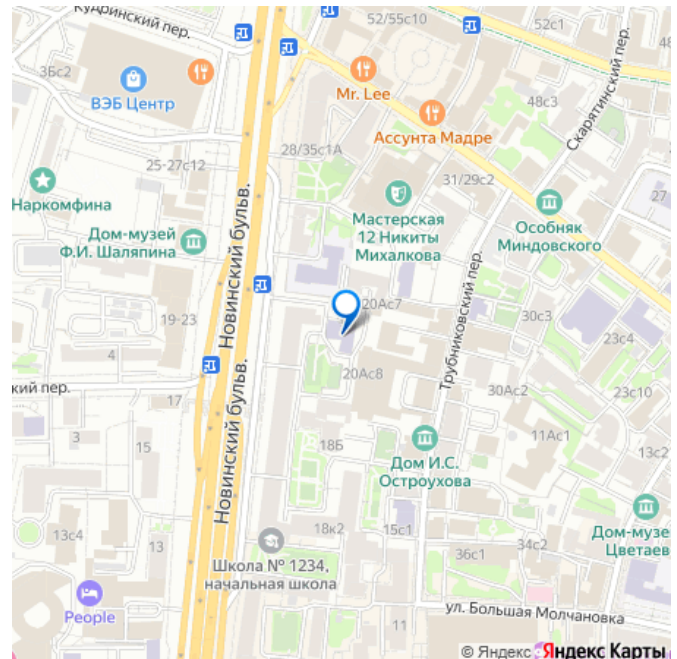 Кудринский пер.
52/55с10
52с1
36с2
ВЭБ Центр
Mr. Lee
48с3
Скарятинский пер.
Ассунта Мадре
28/35с1А
25-27с12
31/29с2
27
Наркомфина
Мастерская
12 Никиты
Михалкова
Особняк
Миндовского
Дом-музей
Ф.И. Шаляпина
Новинский бульв.
20Ас7
19-23
30с3
23с4
Трубниковский пер.
4
20Ас8
кий пер.
17
30Ас2
23с10
3
15
18Б
11Ас1
13с2
Дом И.С.
Остроухова
Новинский бульв.
13с4
13
18к2
15с1
Дом-музе
Цветаев
34с2
36с1
Школа № 1234,
начальная школа
People
11
ул. Большая Молчановка
© Яндекс
Яндекс Карты